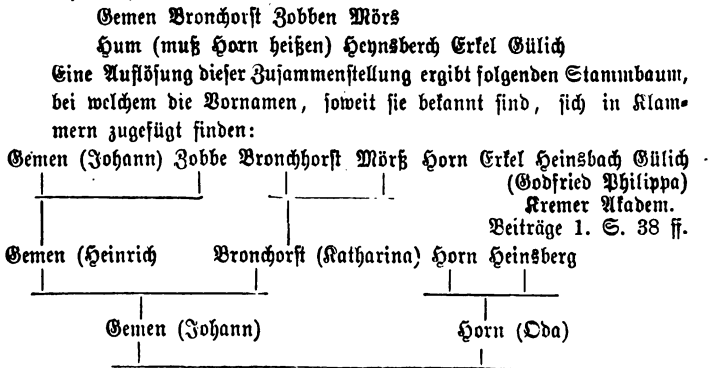 Gemen Bronchorst Zobben Mörs
Hum (muß Horn heißen) Heynsberch Erkel Gülich
Eine Auflösung dieser Zusammenstellung ergibt folgenden Stammbaum,
bei welchem die Vornamen, soweit sie bekannt sind, sich in Klam-
mern zugefügt finden:
Gemen (Johann) Zobbe Bronchhorst Mörß Horn Erkel Heinsbach Gülich
(Godfried Philippa)
Kremer Akadem.
Beiträge 1. S. 38 ff.
Gemen (Heinrich Bronchorst (Katharina) Horn Heinsberg
Gemen (Johann) Horn (Oda)